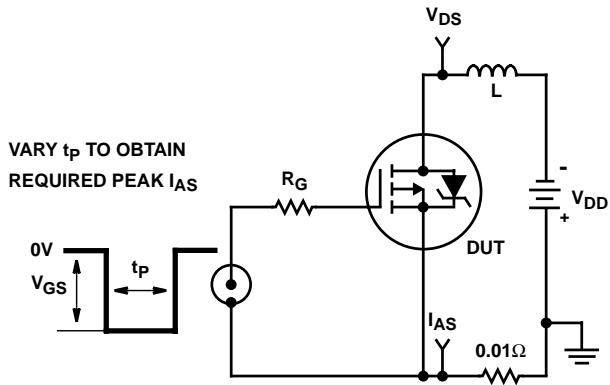 V_DS
L
VARY t_P TO OBTAIN
REQUIRED PEAK I_AS
R_G
-
V_DD
+
DUT
0V
t_P
V_GS
I_AS
0.01Ω